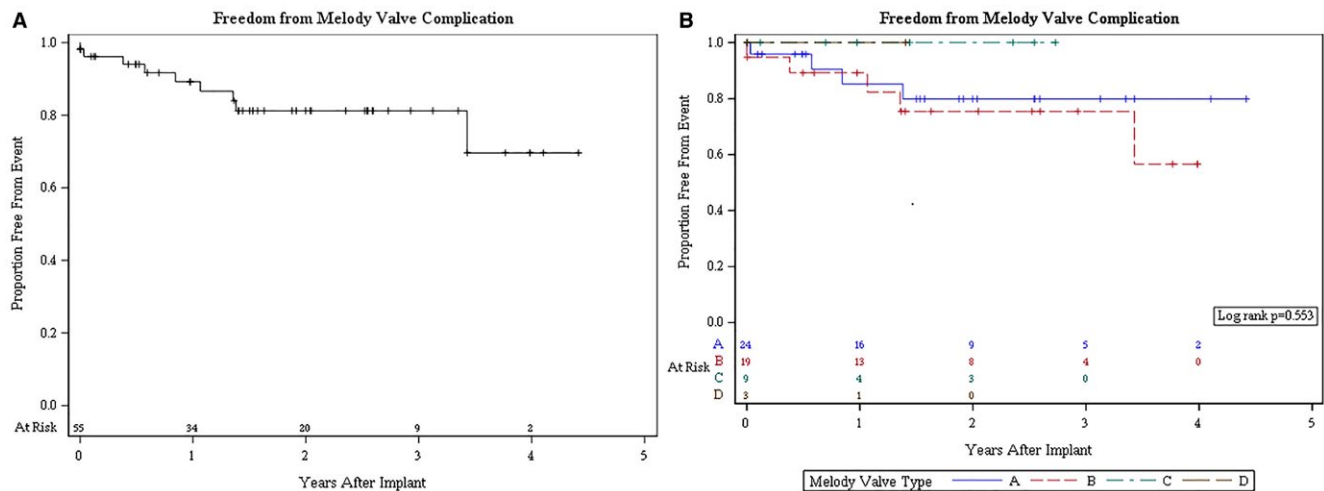 A
Freedom from Melody Valve Complication
Proportion Free From Event
1.0
0.8
0.6
0.4
0.2
0.0
At Risk 55 34 20 9 2
0 1 2 3 4 5
Years After Implant
B
Freedom from Melody Valve Complication
Proportion Free From Event
1.0
0.8
0.6
0.4
0.2
0.0
Log rank p=0.553
At Risk
A 24 16 9 5 2
B 19 13 8 4 0
C 9 4 3 0
D 3 1 0
0 1 2 3 4 5
Years After Implant
Melody Valve Type A B C D